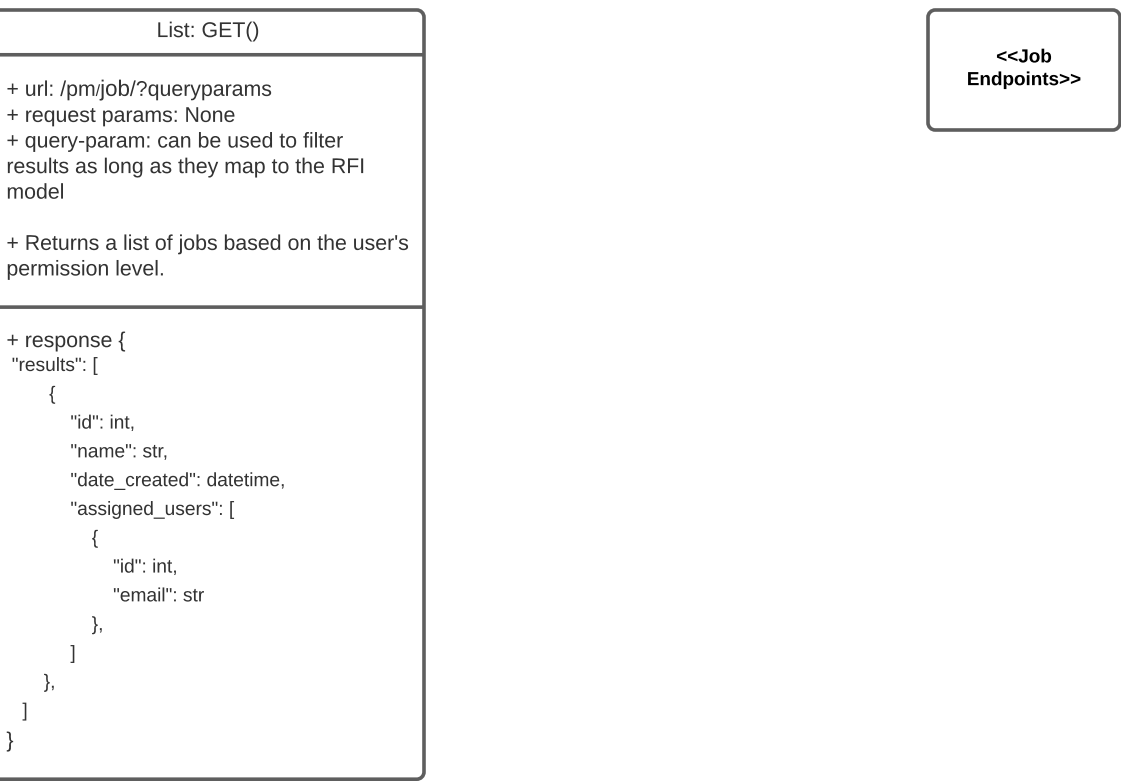 List: GET()
+ url: /pm/job/?queryparams
+ request params: None
+ query-param: can be used to filter
results as long as they map to the RFI
model
+ Returns a list of jobs based on the user's
permission level.
+ response {
"results": [
{
"id": int,
"name": str,
"date_created": datetime,
"assigned_users": [
{
"id": int,
"email": str
},
]
},
]
}
<<Job
Endpoints>>